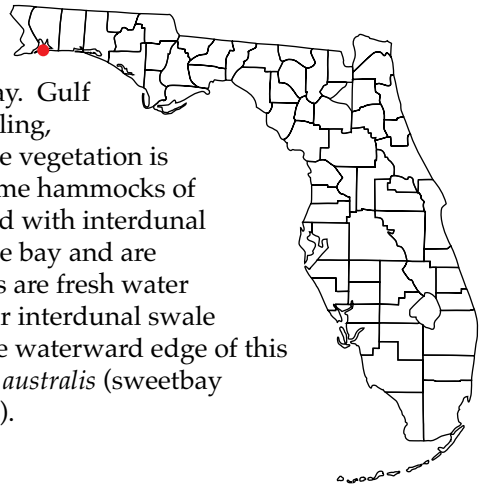 ay. Gulf
ling,
e vegetation is
me hammocks of
d with interdunal
e bay and are
s are fresh water
r interdunal swale
e waterward edge of this
australis (sweetbay
).